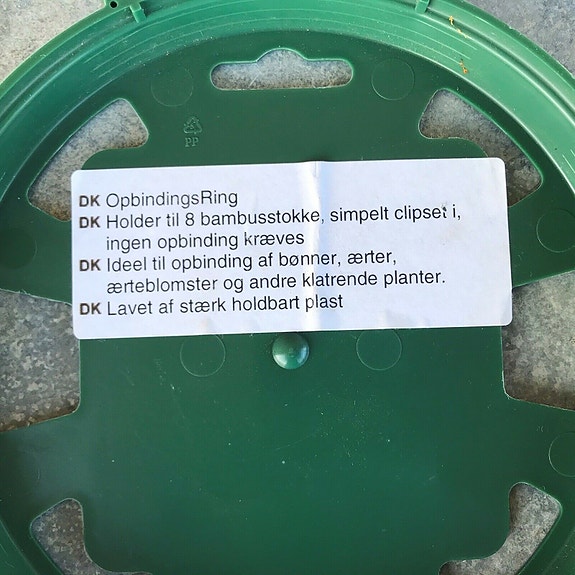 PP
DK OpbindingsRing
DK Holder til 8 bambusstokke, simpelt clipset i,
ingen opbinding kræves
DK Ideel til opbinding af bønner, ærter,
ærteblomster og andre klatrende planter.
DK Lavet af stærk holdbart plast